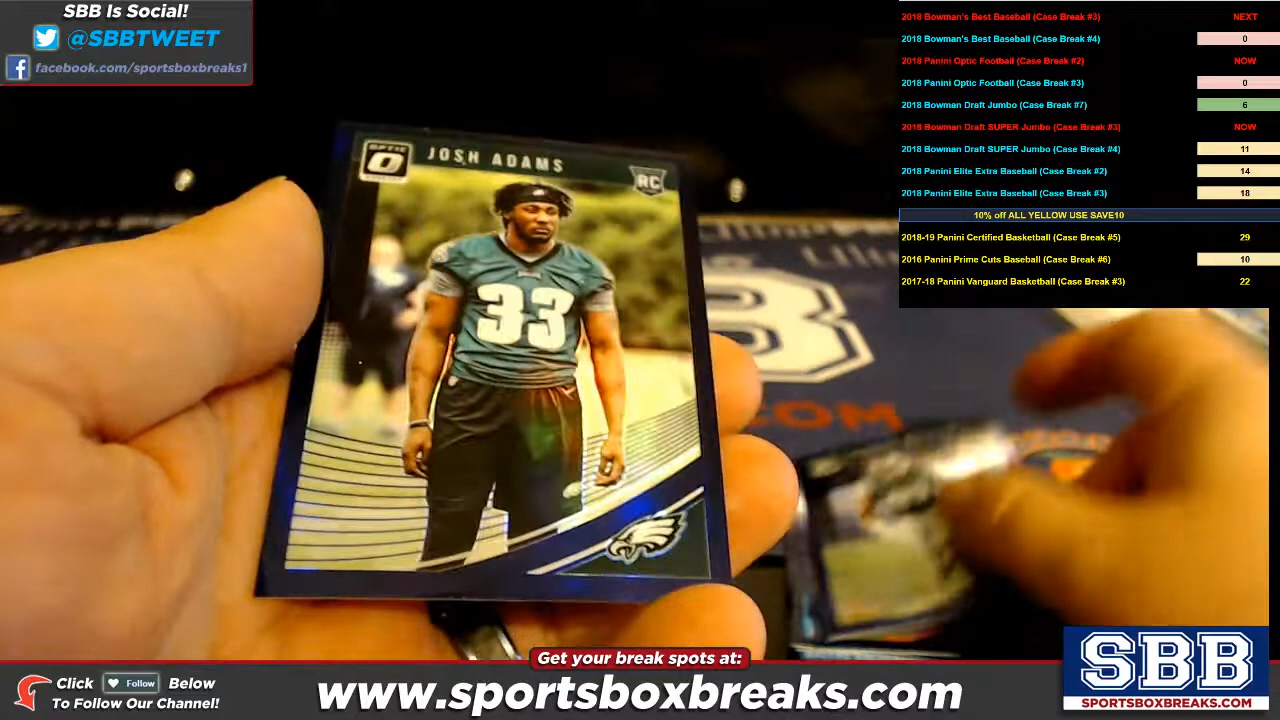 SBB Is Social!
@SBBTWEET
facebook.com/sportsboxbreaks1
2018 Bowman's Best Baseball (Case Break #3) NEXT
2018 Bowman's Best Baseball (Case Break #4) 0
2018 Panini Optic Football (Case Break #2) NOW
2018 Panini Optic Football (Case Break #3) 0
2018 Bowman Draft Jumbo (Case Break #7) 6
2018 Bowman Draft SUPER Jumbo (Case Break #3) NOW
2018 Bowman Draft SUPER Jumbo (Case Break #4) 11
2018 Panini Elite Extra Baseball (Case Break #2) 14
2018 Panini Elite Extra Baseball (Case Break #3) 18
10% off ALL YELLOW USE SAVE10
2018-19 Panini Certified Basketball (Case Break #5) 29
2016 Panini Prime Cuts Baseball (Case Break #6) 10
2017-18 Panini Vanguard Basketball (Case Break #3) 22
OPTIC
JOSH ADAMS
RC
33
B
.COM
Get your break spots at:
www.sportsboxbreaks.com
Click Follow Below
To Follow Our Channel!
SBB
SPORTSBOXBREAKS.COM